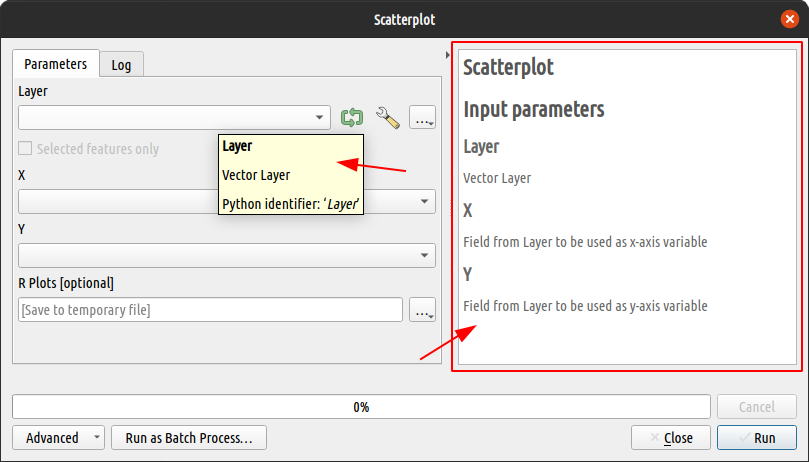 Scatterplot
Parameters
Log
Layer
…
Selected features only
Layer
Vector Layer
Python identifier: ‘Layer’
X
Y
R Plots [optional]
[Save to temporary file]
…
Scatterplot
Input parameters
Layer
Vector Layer
X
Field from Layer to be used as x-axis variable
Y
Field from Layer to be used as y-axis variable
0%
Cancel
Advanced
Run as Batch Process…
Close
Run